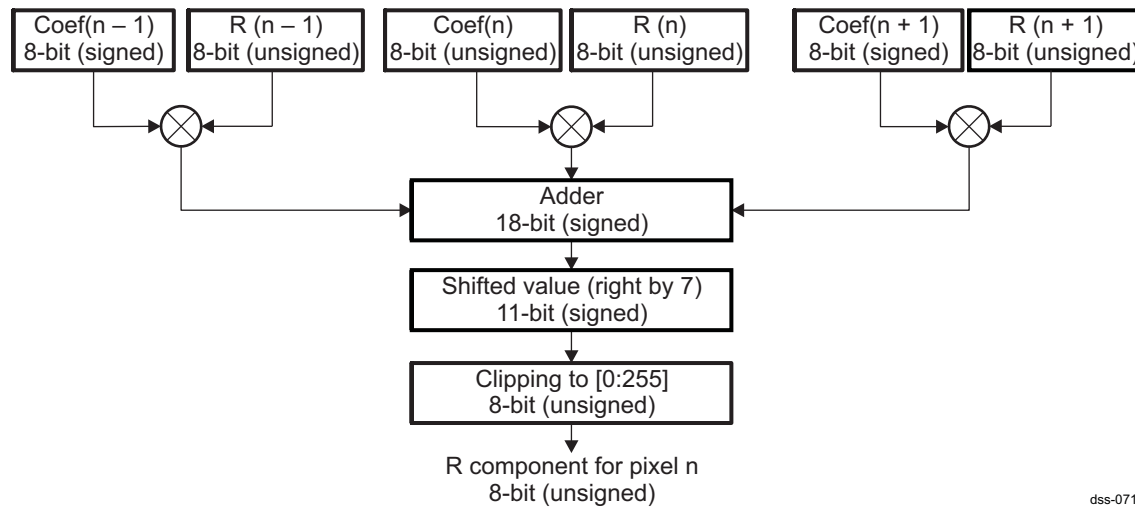 Coef(n – 1)
8-bit (signed)
R (n – 1)
8-bit (unsigned)
Coef(n)
8-bit (unsigned)
R (n)
8-bit (unsigned)
Coef(n + 1)
8-bit (signed)
R (n + 1)
8-bit (unsigned)
Adder
18-bit (signed)
Shifted value (right by 7)
11-bit (signed)
Clipping to [0:255]
8-bit (unsigned)
R component for pixel n
8-bit (unsigned)
dss-071